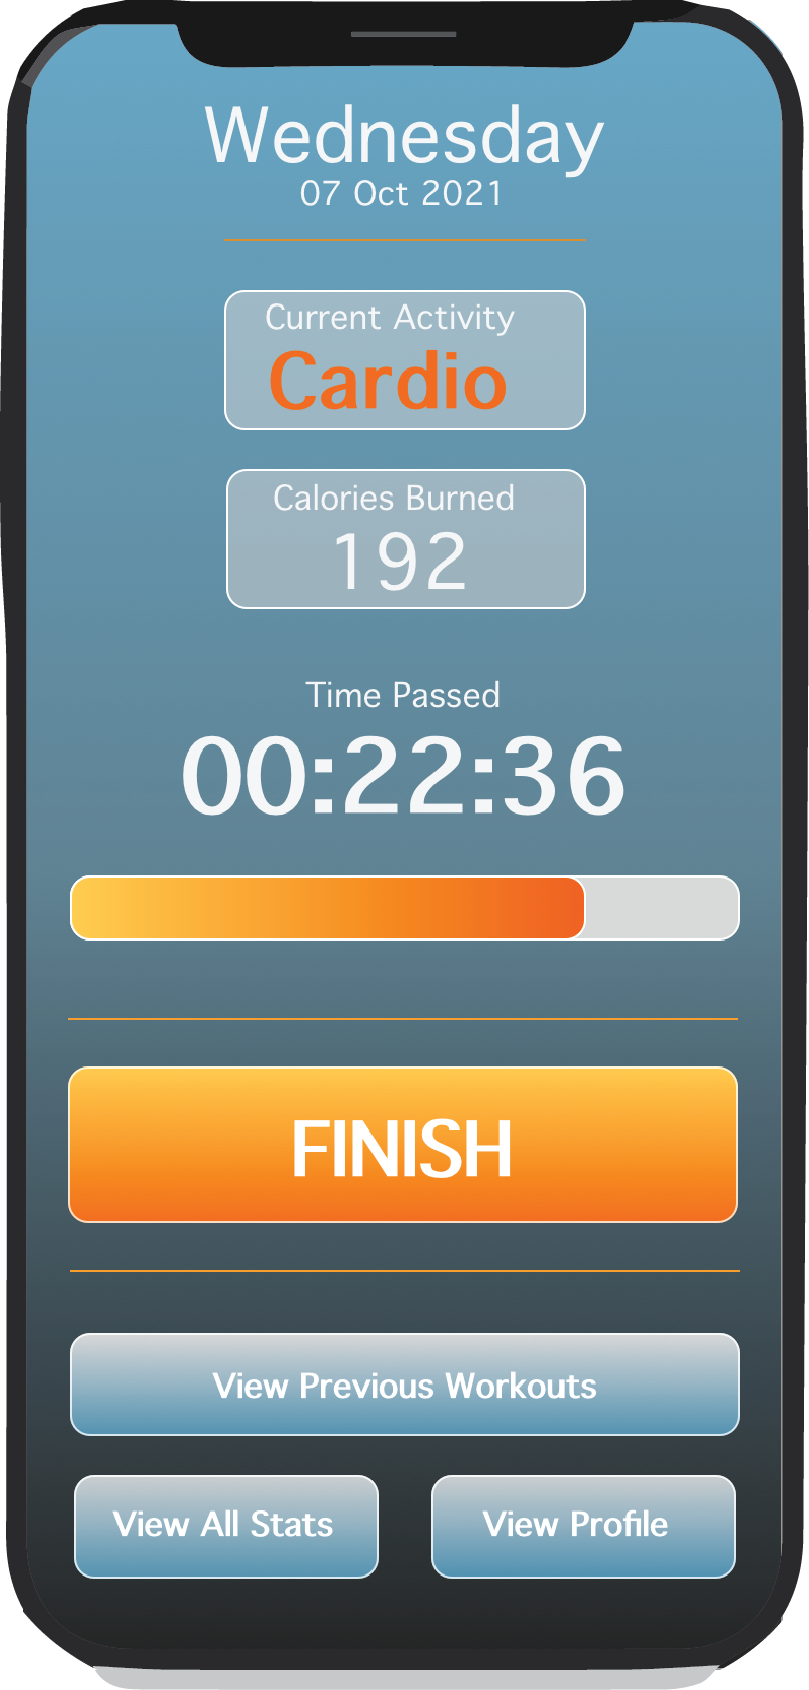 Wednesday
07 Oct 2021
Current Activity
Cardio
Calories Burned
192
Time Passed
00:22:36
FINISH
View Previous Workouts
View All Stats
View Profile